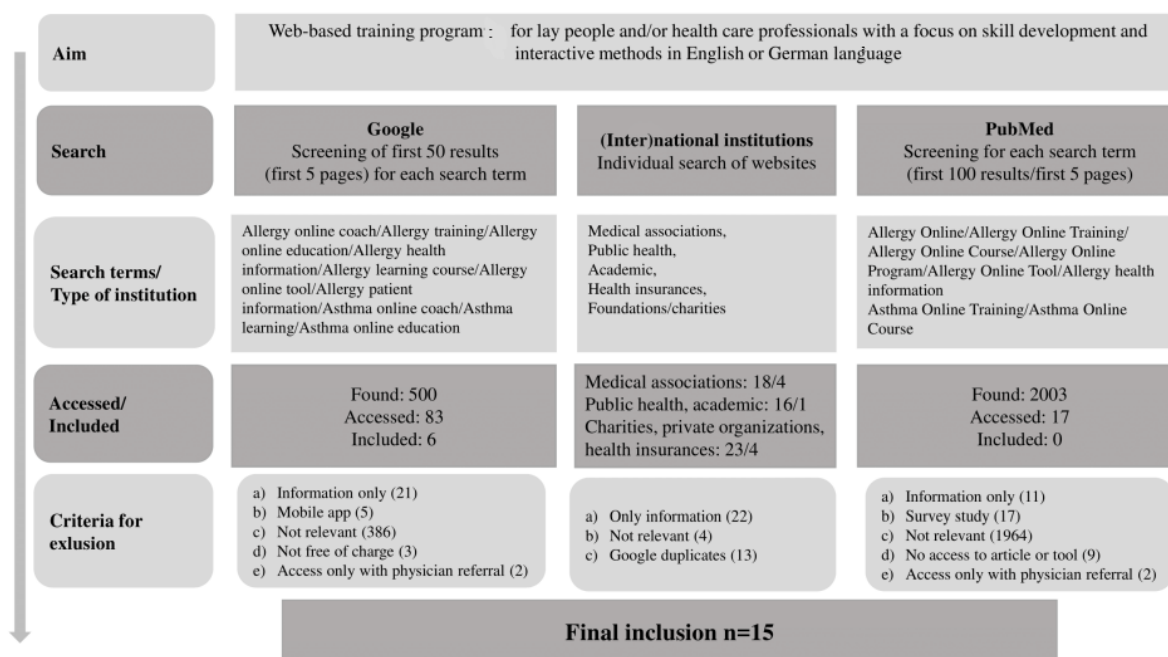 Aim
Web-based training program : for lay people and/or health care professionals with a focus on skill development and
interactive methods in English or German language
Search
Google
Screening of first 50 results
(first 5 pages) for each search term
(Inter)national institutions
Individual search of websites
PubMed
Screening for each search term
(first 100 results/first 5 pages)
Search terms/
Type of institution
Allergy online coach/Allergy training/Allergy
online education/Allergy health
information/Allergy learning course/Allergy
online tool/Allergy patient
information/Asthma online coach/Asthma
learning/Asthma online education
Medical associations,
Public health,
Academic,
Health insurances,
Foundations/charities
Allergy Online/Allergy Online Training/
Allergy Online Course/Allergy Online
Program/Allergy Online Tool/Allergy health
information
Asthma Online Training/Asthma Online
Course
Accessed/
Included
Found: 500
Accessed: 83
Included: 6
Medical associations: 18/4
Public health, academic: 16/1
Charities, private organizations,
health insurances: 23/4
Found: 2003
Accessed: 17
Included: 0
Criteria for
exlusion
a) Information only (21)
b) Mobile app (5)
c) Not relevant (386)
d) Not free of charge (3)
e) Access only with physician referral (2)
a) Only information (22)
b) Not relevant (4)
c) Google duplicates (13)
a) Information only (11)
b) Survey study (17)
c) Not relevant (1964)
d) No access to article or tool (9)
e) Access only with physician referral (2)
Final inclusion n=15